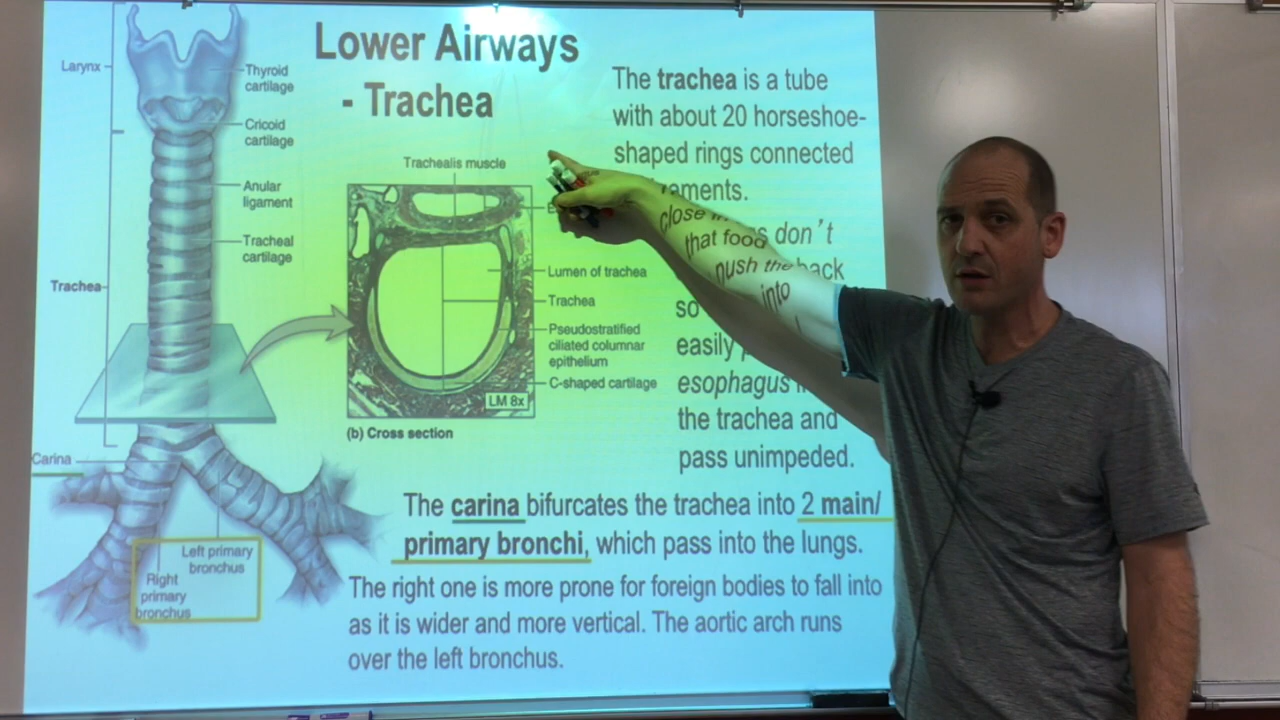 Lower Airways
- Trachea
Larynx
Thyroid
cartilage
Cricoid
cartilage
Anular
ligament
Tracheal
cartilage
Trachea
Carina
Left primary
bronchus
Right
primary
bronchus
Trachealis muscle
Lumen of trachea
Trachea
Pseudostratified
ciliated columnar
epithelium
C-shaped cartilage
LM 8x
(b) Cross section
The trachea is a tube
with about 20 horseshoe-
shaped rings connected
close don't
that food
push the back
so into
easily
esophagus
the trachea and
pass unimpeded.
The carina bifurcates the trachea into 2 main/
primary bronchi, which pass into the lungs.
The right one is more prone for foreign bodies to fall into
as it is wider and more vertical. The aortic arch runs
over the left bronchus.